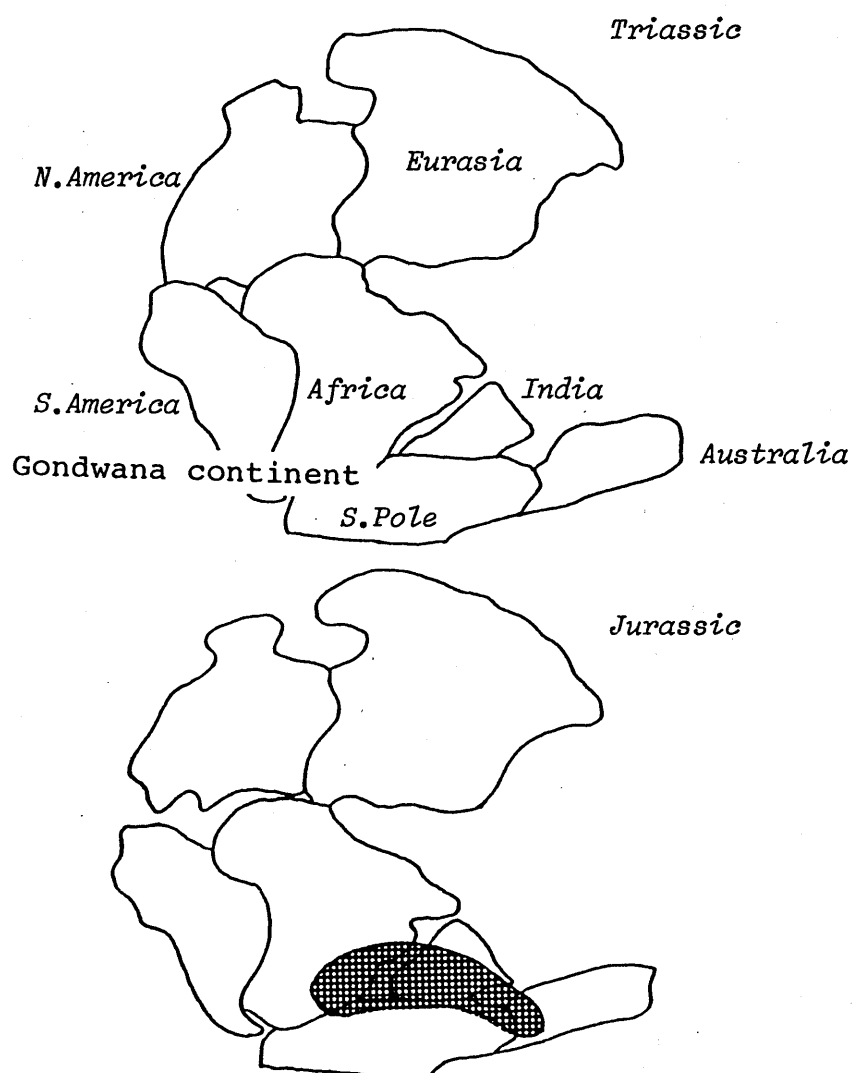 Triassic
Eurasia
N.America
Africa
India
S.America
Australia
Gondwana continent
S.Pole
Jurassic